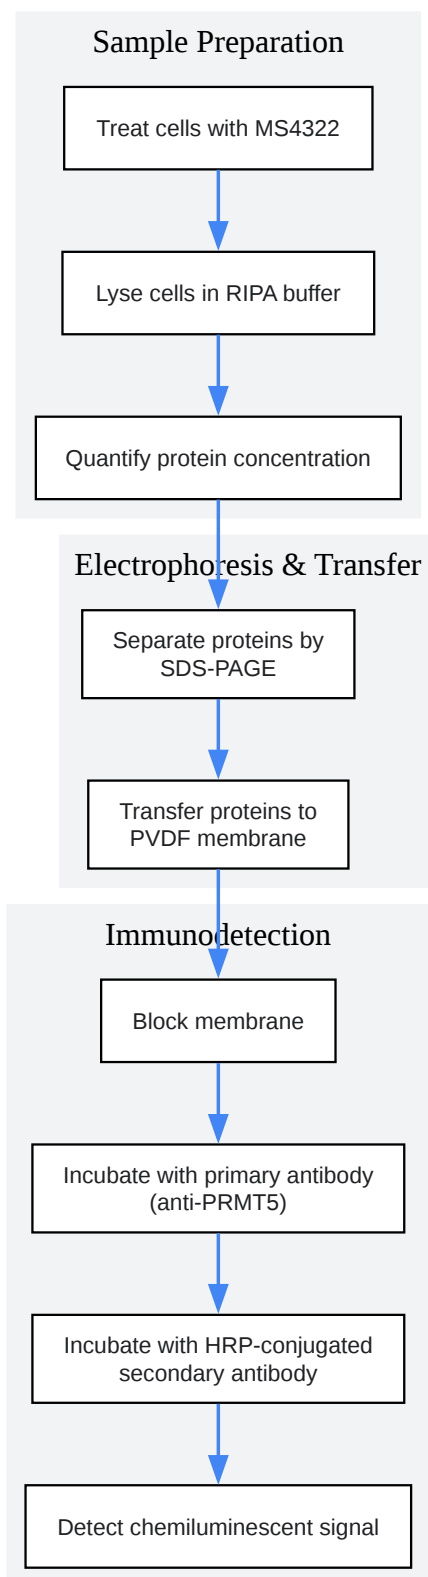 Sample Preparation
Treat cells with MS4322
Lyse cells in RIPA buffer
Quantify protein concentration
Electrophoresis & Transfer
Separate proteins by
SDS-PAGE
Transfer proteins to
PVDF membrane
Immunodetection
Block membrane
Incubate with primary antibody
(anti-PRMT5)
Incubate with HRP-conjugated
secondary antibody
Detect chemiluminescent signal